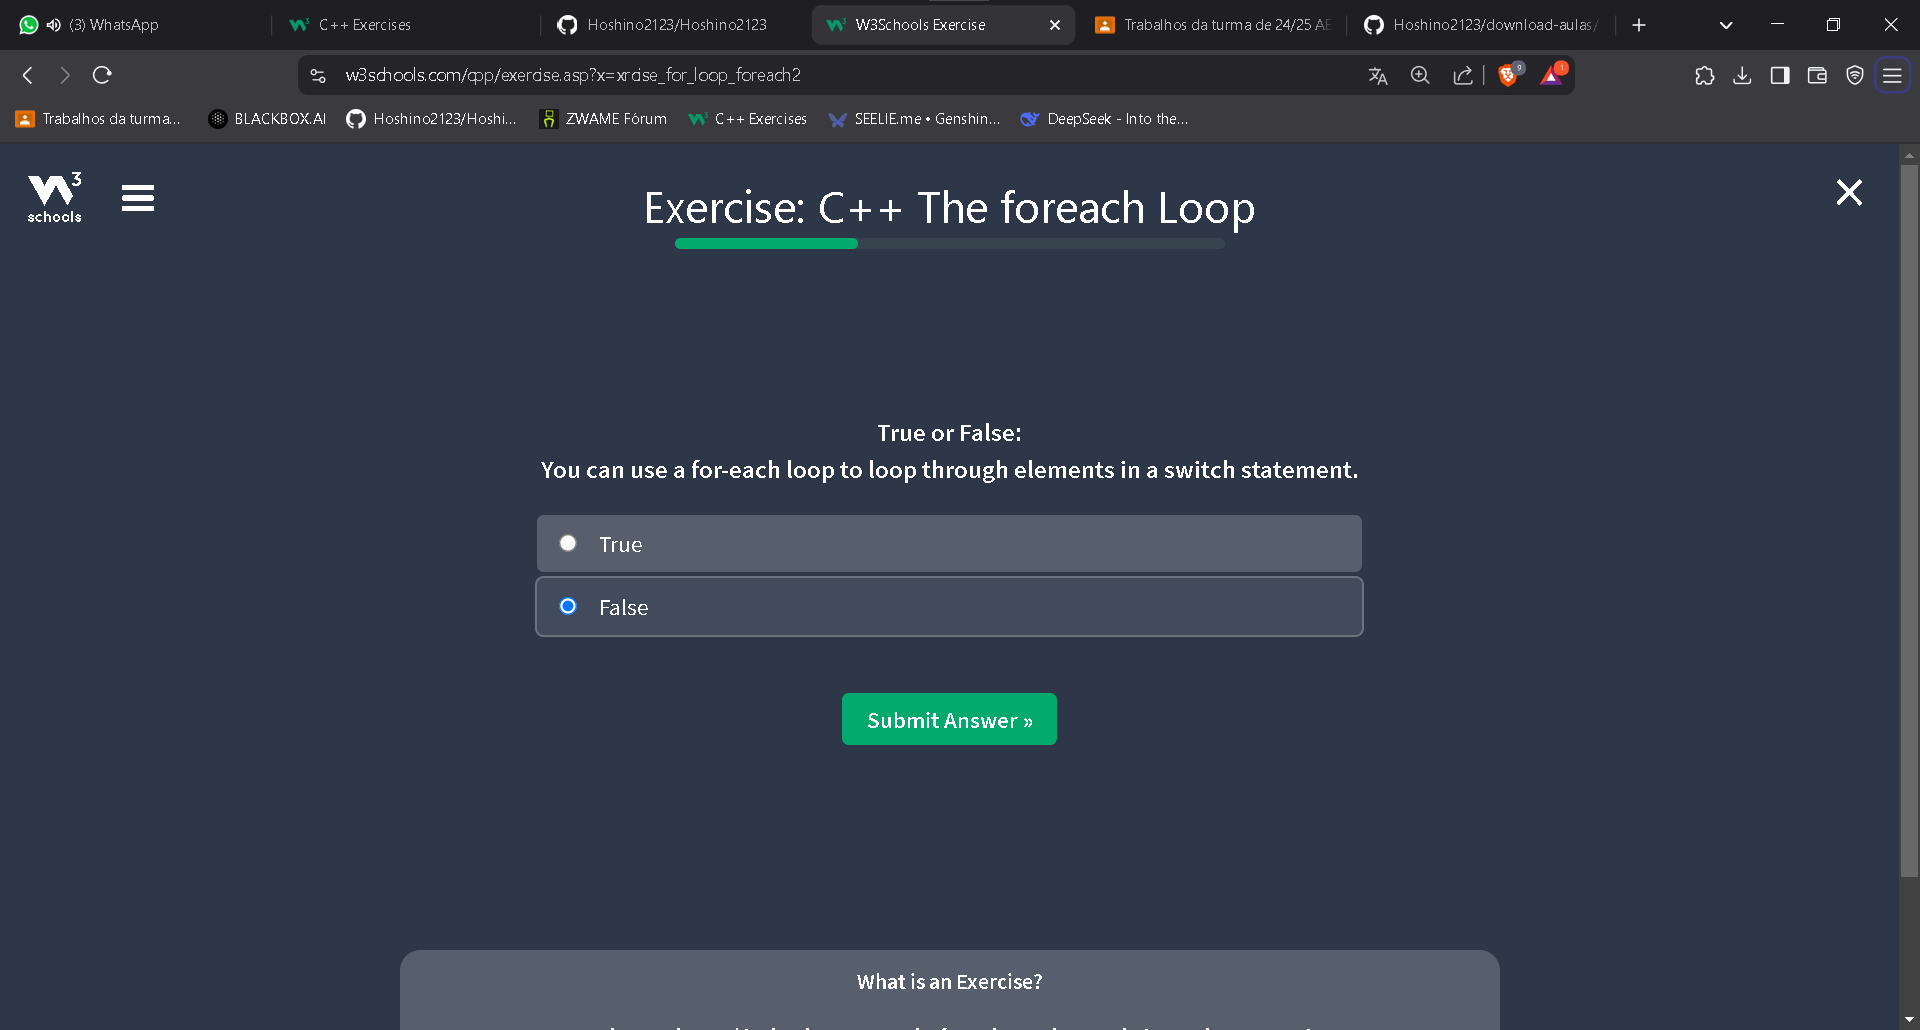 (3) WhatsApp
C++ Exercises
Hoshino2123/Hoshino2123
W3Schools Exercise
Trabalhos da turma de 24/25 AE
Hoshino2123/download-aulas/
w3schools.com/cpp/exercise.asp?x=xrcise_for_loop_foreach2
9
1
Trabalhos da turma...
BLACKBOX.AI
Hoshino2123/Hoshi...
ZWAME Fórum
C++ Exercises
SEELIE.me • Genshin...
DeepSeek - Into the...
3
schools
Exercise: C++ The foreach Loop
True or False:
You can use a for-each loop to loop through elements in a switch statement.
True
False
Submit Answer »
What is an Exercise?